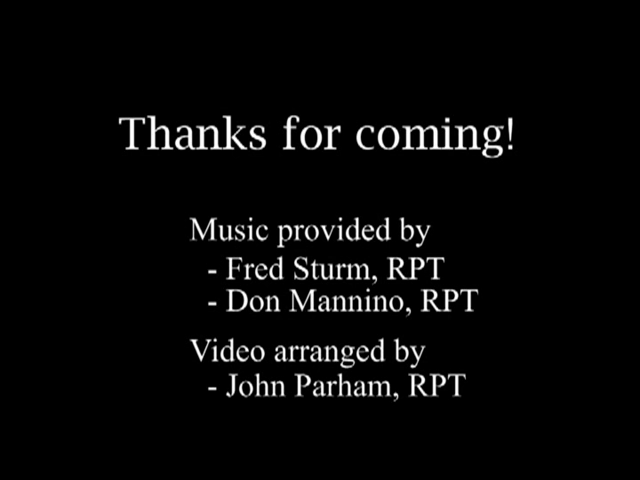 Thanks for coming!
Music provided by
- Fred Sturm, RPT
- Don Mannino, RPT
Video arranged by
- John Parham, RPT